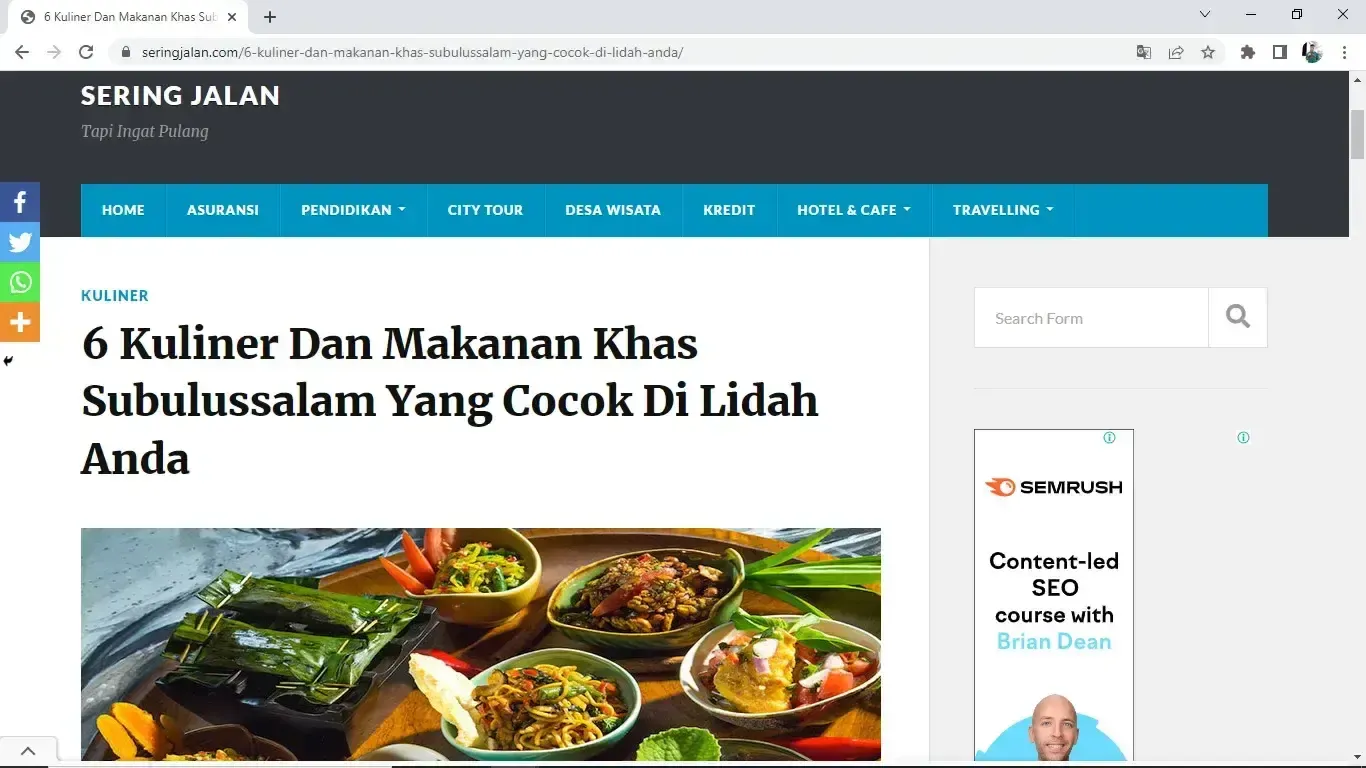 6 Kuliner Dan Makanan Khas Sub
seringjalan.com/6-kuliner-dan-makanan-khas-subulussalam-yang-cocok-di-lidah-anda/
SERING JALAN
Tapi Ingat Pulang
HOME ASURANSI PENDIDIKAN CITY TOUR DESA WISATA KREDIT HOTEL & CAFE TRAVELLING
KULINER
6 Kuliner Dan Makanan Khas
Subulussalam Yang Cocok Di Lidah
Anda
Search Form
SEMRUSH
Content-led
SEO
course with
Brian Dean